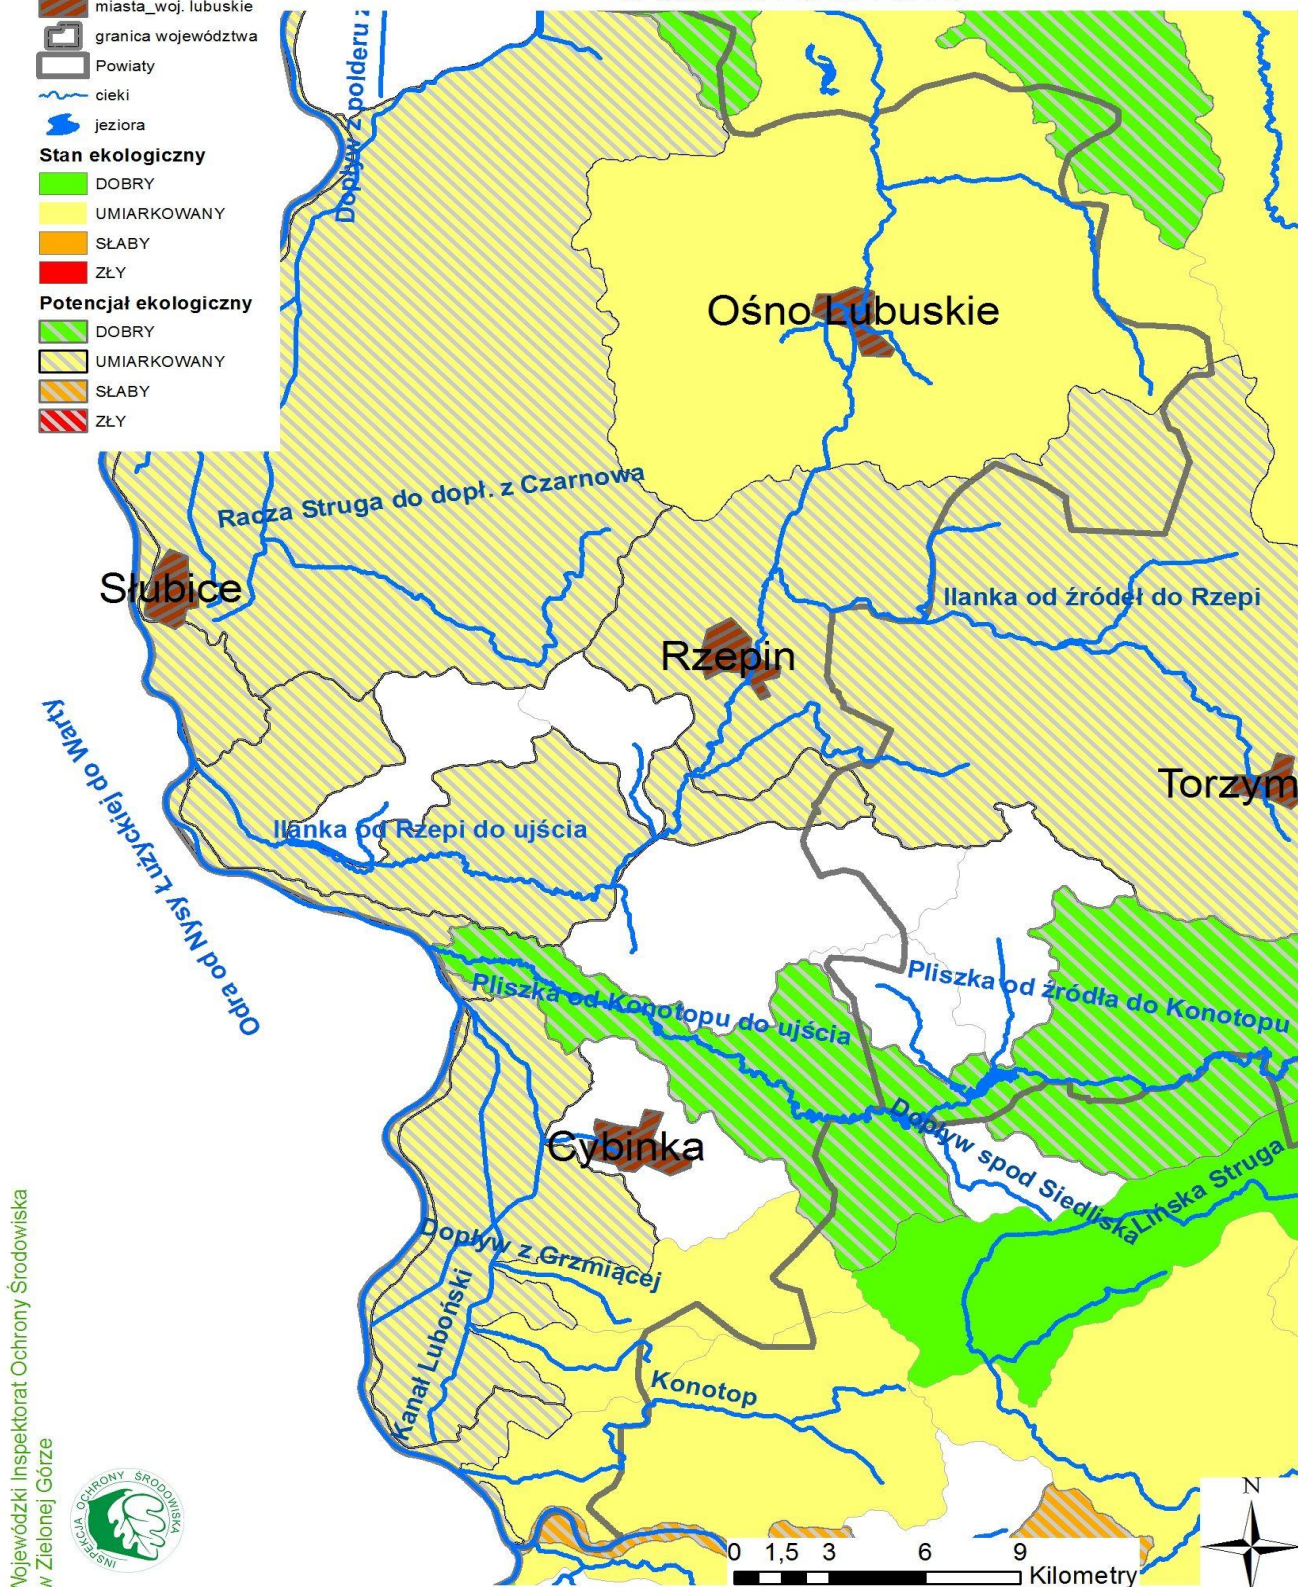 miasta_woj. lubuskie
granica województwa
Powiaty
cieki
jeziora
Stan ekologiczny
DOBRY
UMIARKOWANY
SŁABY
ZŁY
Potencjał ekologiczny
DOBRY
UMIARKOWANY
SŁABY
ZŁY
Dopływ z polderu
Ośno Lubuskie
Racza Struga do dopł. z Czarnowa
Słubice
Ilanka od źródeł do Rzepi
Rzepin
Torzym
Odra od Nysy Łużyckiej do Warty
Ilanka od Rzepi do ujścia
Pliszka od Konotopu do ujścia
Pliszka od źródła do Konotopu
Dopływ spod Siedliska
Lińska Struga
Cybinka
Dopływ z Grzmiącej
Kanał Luboński
Konotop
Wojewódzki Inspektorat Ochrony Środowiska
w Zielonej Górze
INSPEKCJA OCHRONY ŚRODOWISKA
N
0 1,5 3 6 9
Kilometry